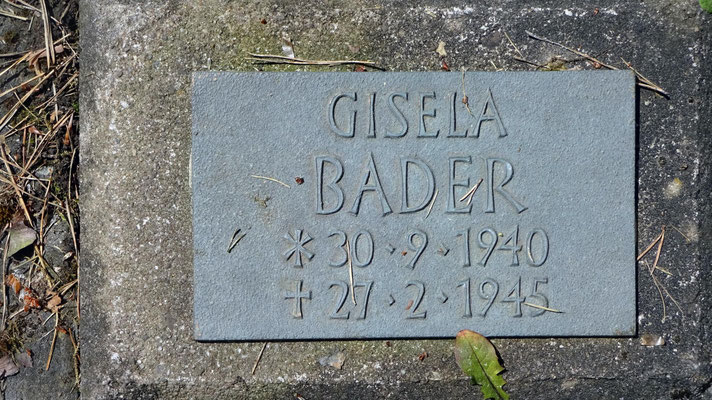 GISELA
BADER
* 30 · 9 · 1940
† 27 · 2 · 1945